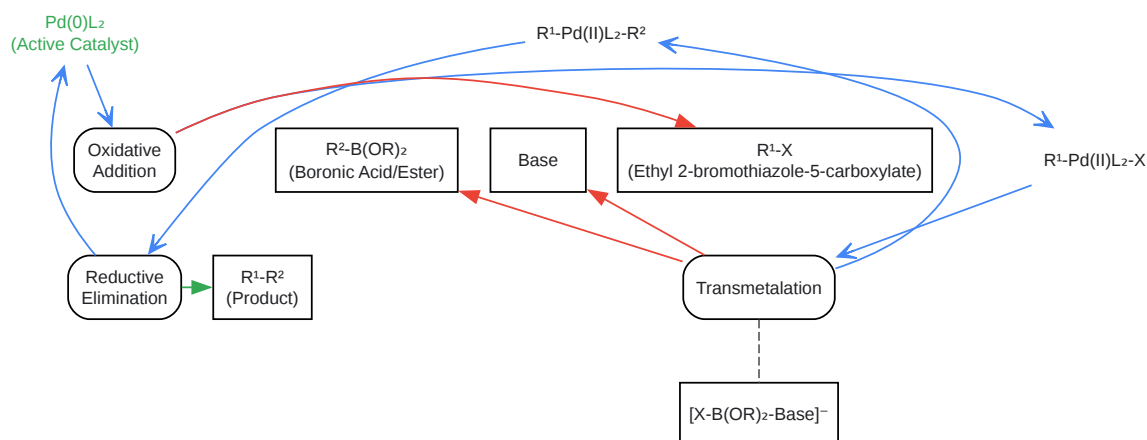 Pd(0)L₂
(Active Catalyst)
R¹-Pd(II)L₂-R²
Oxidative
Addition
R²-B(OR)₂
(Boronic Acid/Ester)
Base
R¹-X
(Ethyl 2-bromothiazole-5-carboxylate)
R¹-Pd(II)L₂-X
Reductive
Elimination
R¹-R²
(Product)
Transmetalation
[X-B(OR)₂-Base]⁻